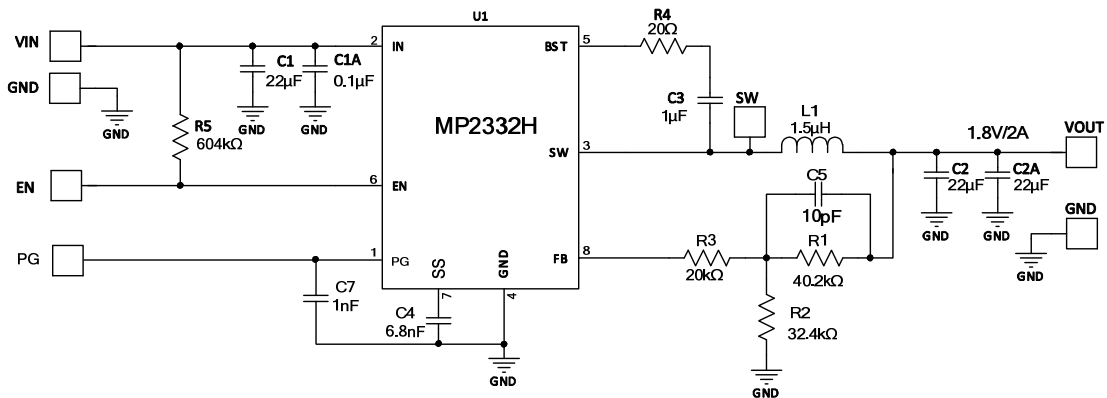 U1
VIN
2
IN
BST
5
R4
20Ω
C1
22µF
C1A
0.1µF
GND
GND
GND
GND
R5
604kΩ
MP2332H
C3
1µF
SW
L1
1.5µH
1.8V/2A
VOUT
SW
3
C2
22µF
C2A
22µF
GND
GND
EN
6
EN
C5
10pF
GND
GND
PG
1
PG
FB
8
R3
20kΩ
R1
40.2kΩ
SS
7
GND
4
C7
1nF
C4
6.8nF
R2
32.4kΩ
GND
GND